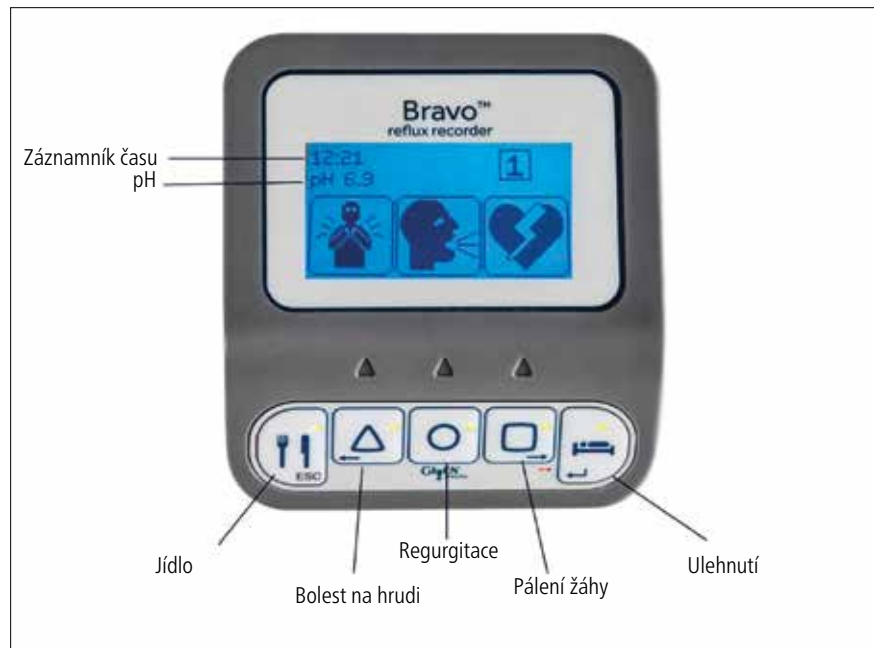 Bravo™
reflux recorder
Záznamník času
12:21
1
pH
pH 6.9
ESC
Jídlo
Bolest na hrudi
Regurgitace
Pálení žáhy
Ulehnutí